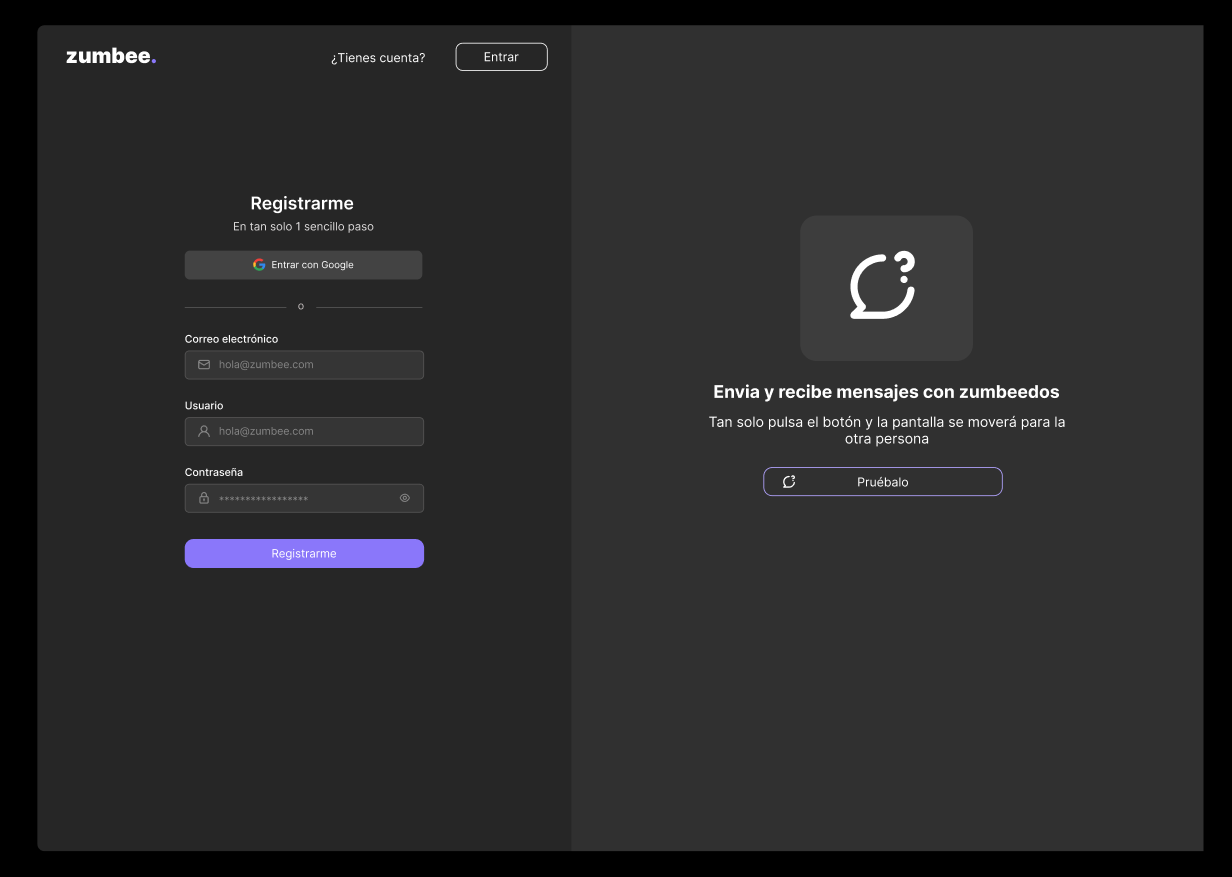 zumbee.
¿Tienes cuenta?
Entrar
Registrarme
En tan solo 1 sencillo paso
Entrar con Google
o
Correo electrónico
hola@zumbee.com
Usuario
hola@zumbee.com
Contraseña
*****************
Registrarme
Envia y recibe mensajes con zumbeedos
Tan solo pulsa el botón y la pantalla se moverá para la
otra persona
Pruébalo